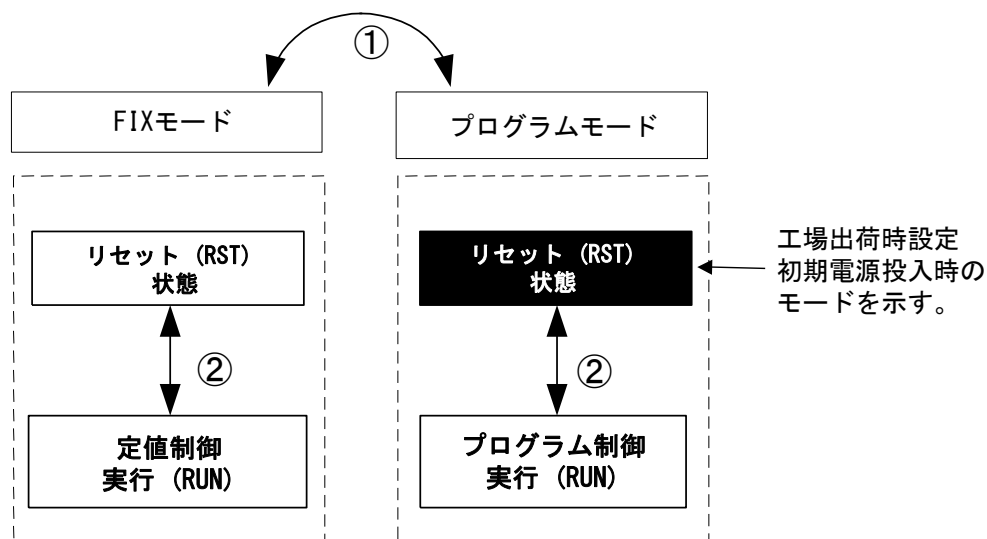 ①
FIXモード
プログラムモード
リセット (RST)
状態
リセット (RST)
状態
工場出荷時設定
初期電源投入時の
モードを示す。
②
②
定値制御
実行 (RUN)
プログラム制御
実行 (RUN)